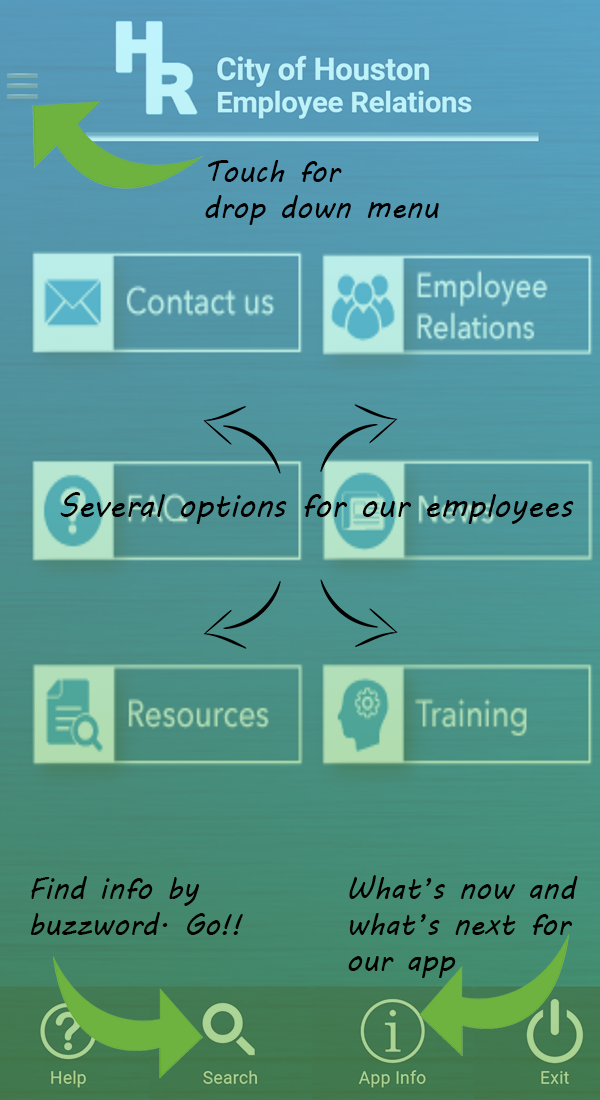 HR
City of Houston
Employee Relations
Touch for
drop down menu
Contact us
Employee
Relations
FAQ
News
Several options for our employees
Resources
Training
Find info by
buzzword. Go!!
What's now and
what's next for
our app
Help
Search
App Info
Exit